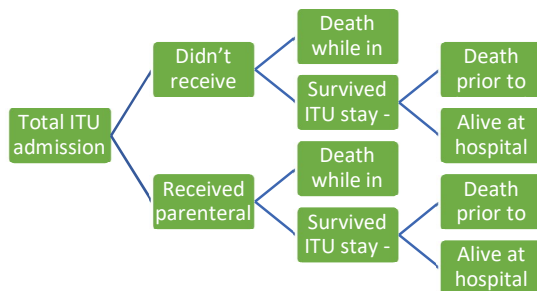 Total ITU
admission
Didn't
receive
Death
while in
Survived
ITU stay -
Death
prior to
Alive at
hospital
Received
parenteral
Death
while in
Survived
ITU stay -
Death
prior to
Alive at
hospital